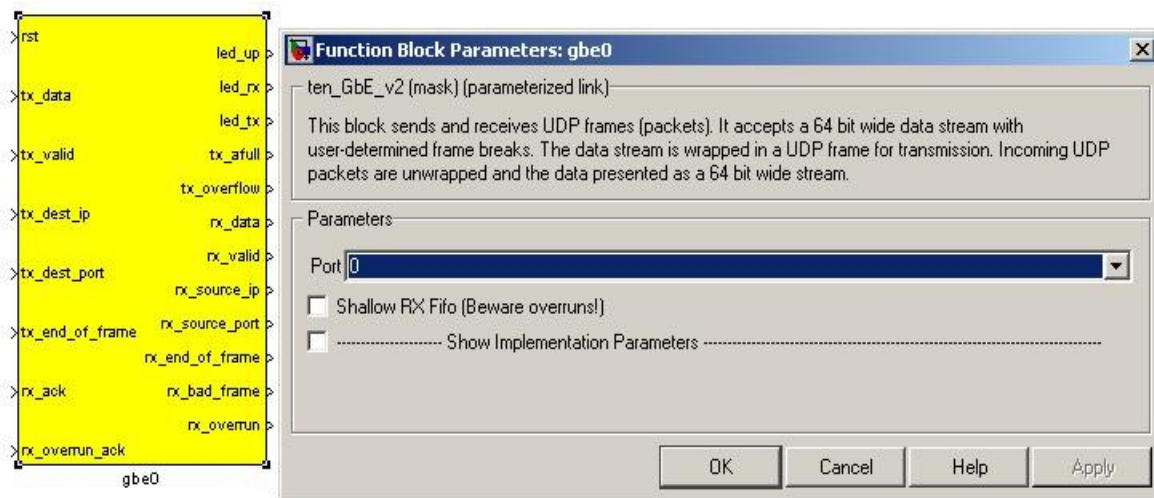 rst
tx_data
tx_valid
tx_dest_ip
tx_dest_port
tx_end_of_frame
rx_ack
rx_overrun_ack
led_up
led_rx
led_tx
tx_afull
tx_overflow
rx_data
rx_valid
rx_source_ip
rx_source_port
rx_end_of_frame
rx_bad_frame
rx_overrun
gbe0
Function Block Parameters: gbe0
ten_GbE_v2 (mask) (parameterized link)
This block sends and receives UDP frames (packets). It accepts a 64 bit wide data stream with
user-determined frame breaks. The data stream is wrapped in a UDP frame for transmission. Incoming UDP
packets are unwrapped and the data presented as a 64 bit wide stream.
Parameters
Port 0
Shallow RX Fifo (Beware overruns!)
Show Implementation Parameters
OK Cancel Help Apply